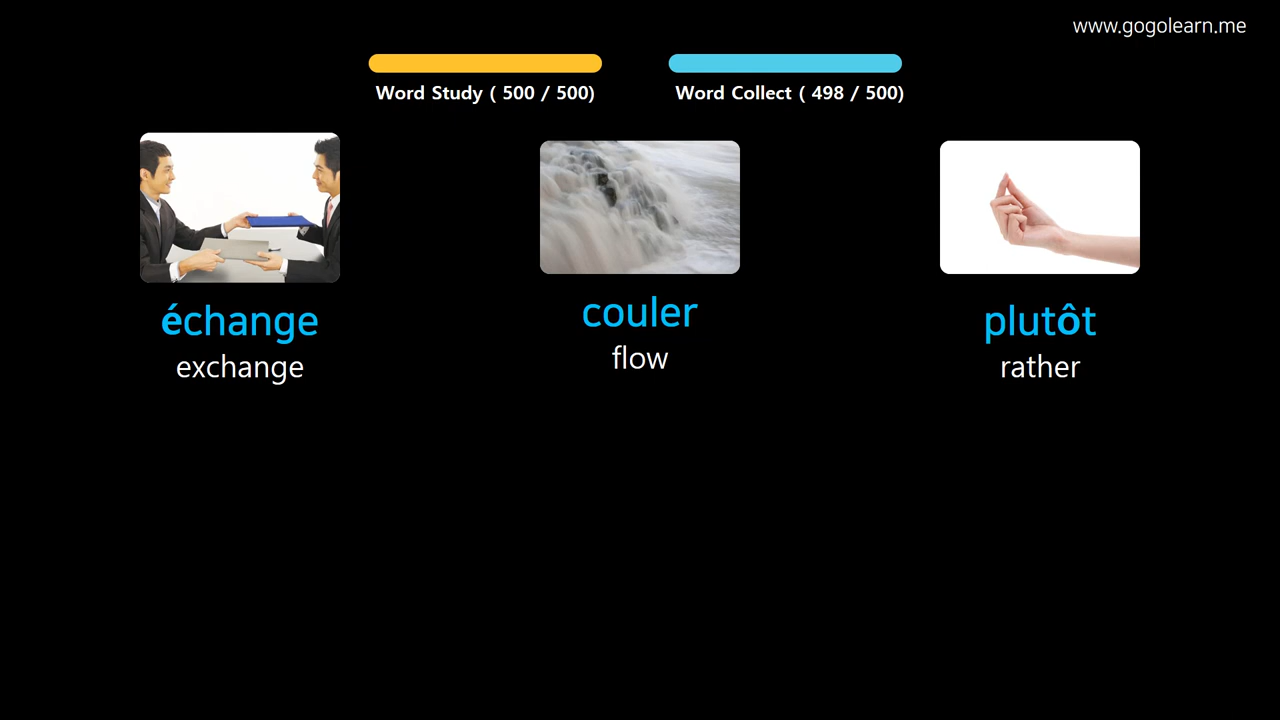 www.gogolearn.me
Word Study ( 500 / 500)
Word Collect ( 498 / 500)
échange
exchange
couler
flow
plutôt
rather